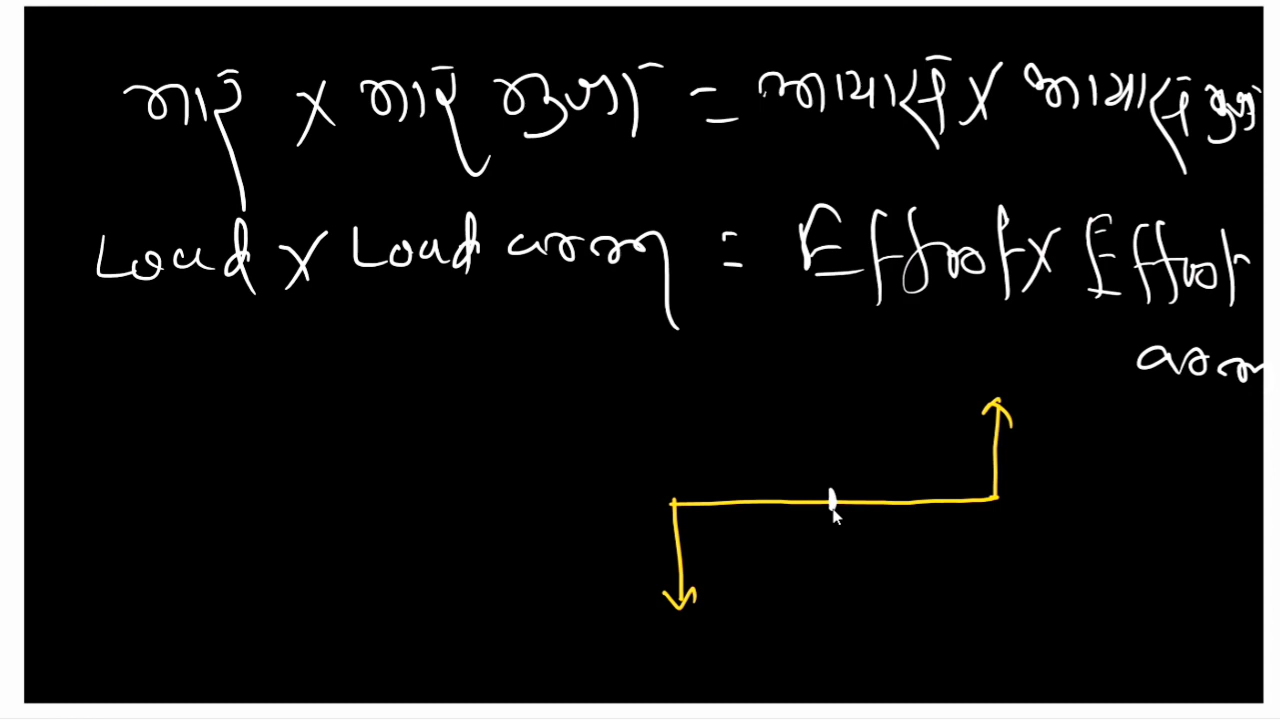 भार × भार भुजा = आयास × आयास भुजा
Load × Load arm = Effort × Effort
arm